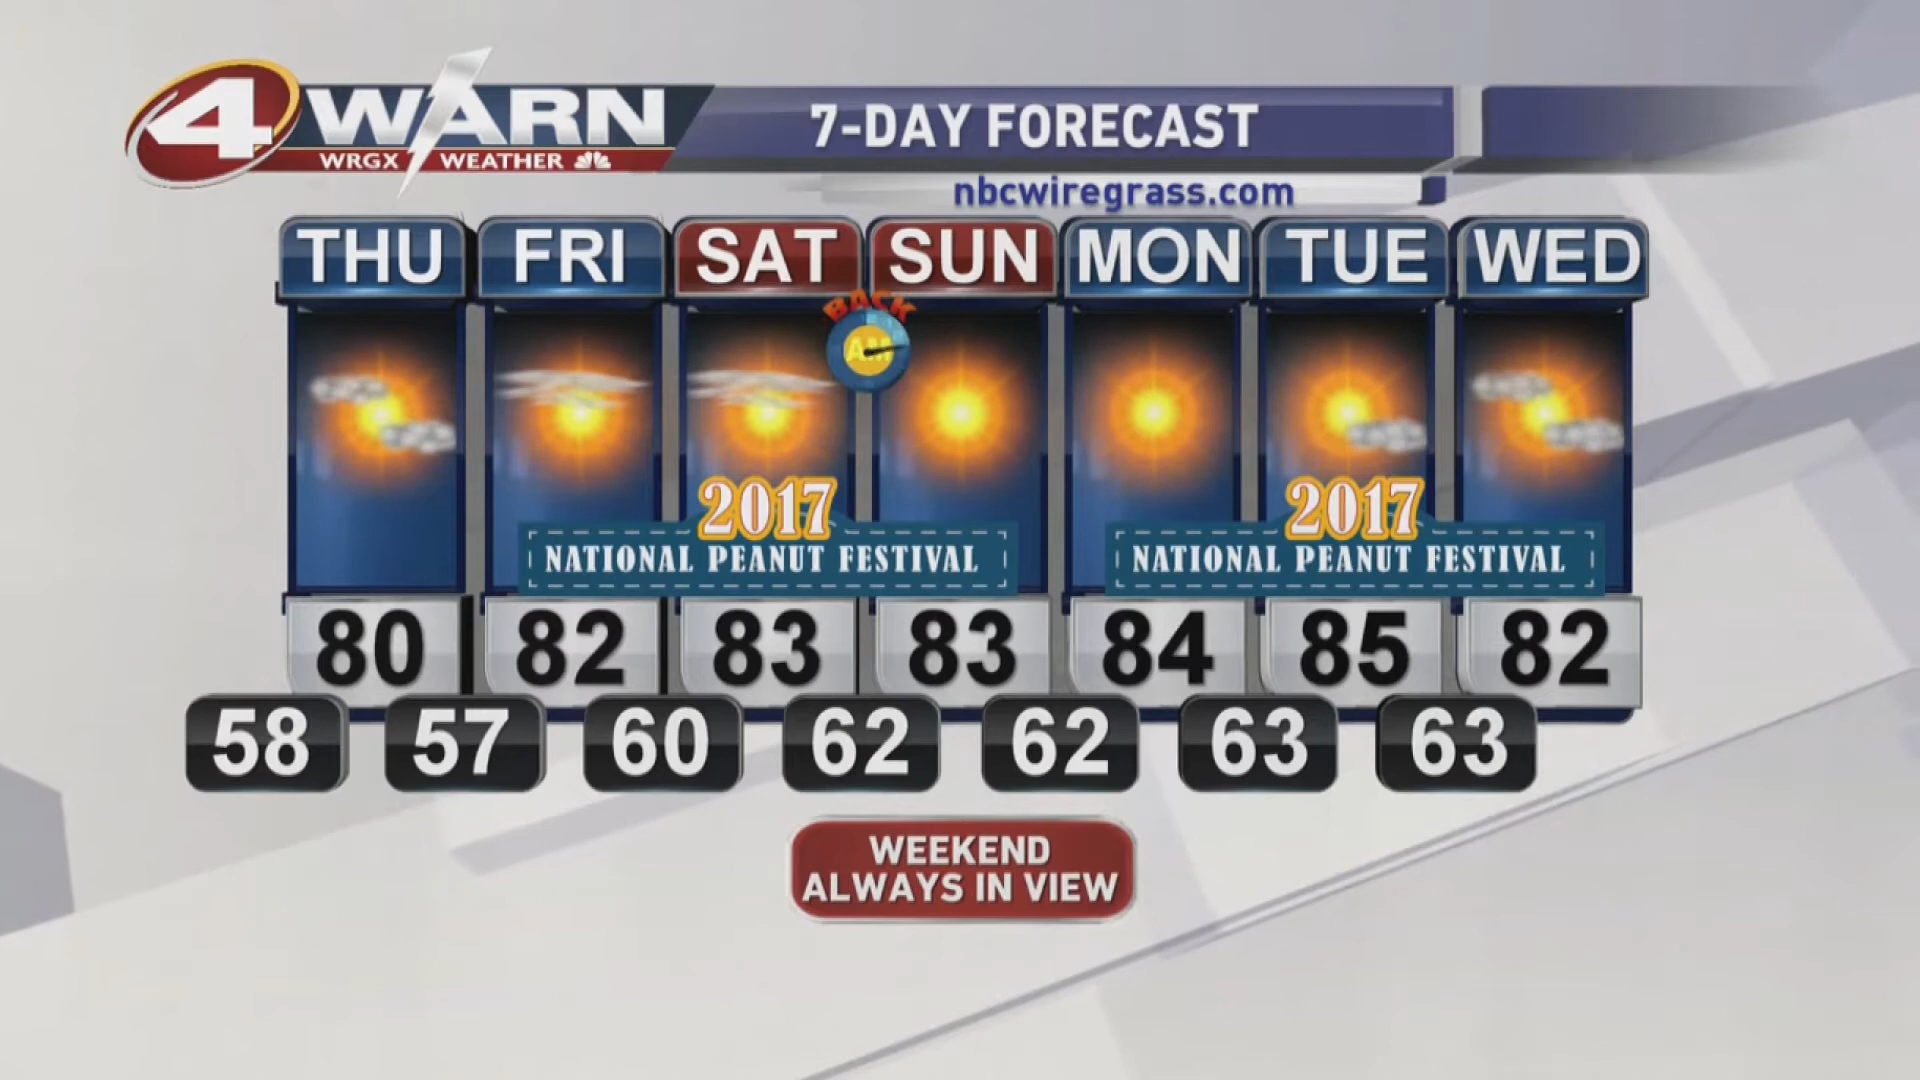 4WARN
WRGX WEATHER
7-DAY FORECAST
nbcwiregrass.com
THU FRI SAT SUN MON TUE WED
BACK
AM
2017 2017
NATIONAL PEANUT FESTIVAL NATIONAL PEANUT FESTIVAL
80 82 83 83 84 85 82
58 57 60 62 62 63 63
WEEKEND
ALWAYS IN VIEW